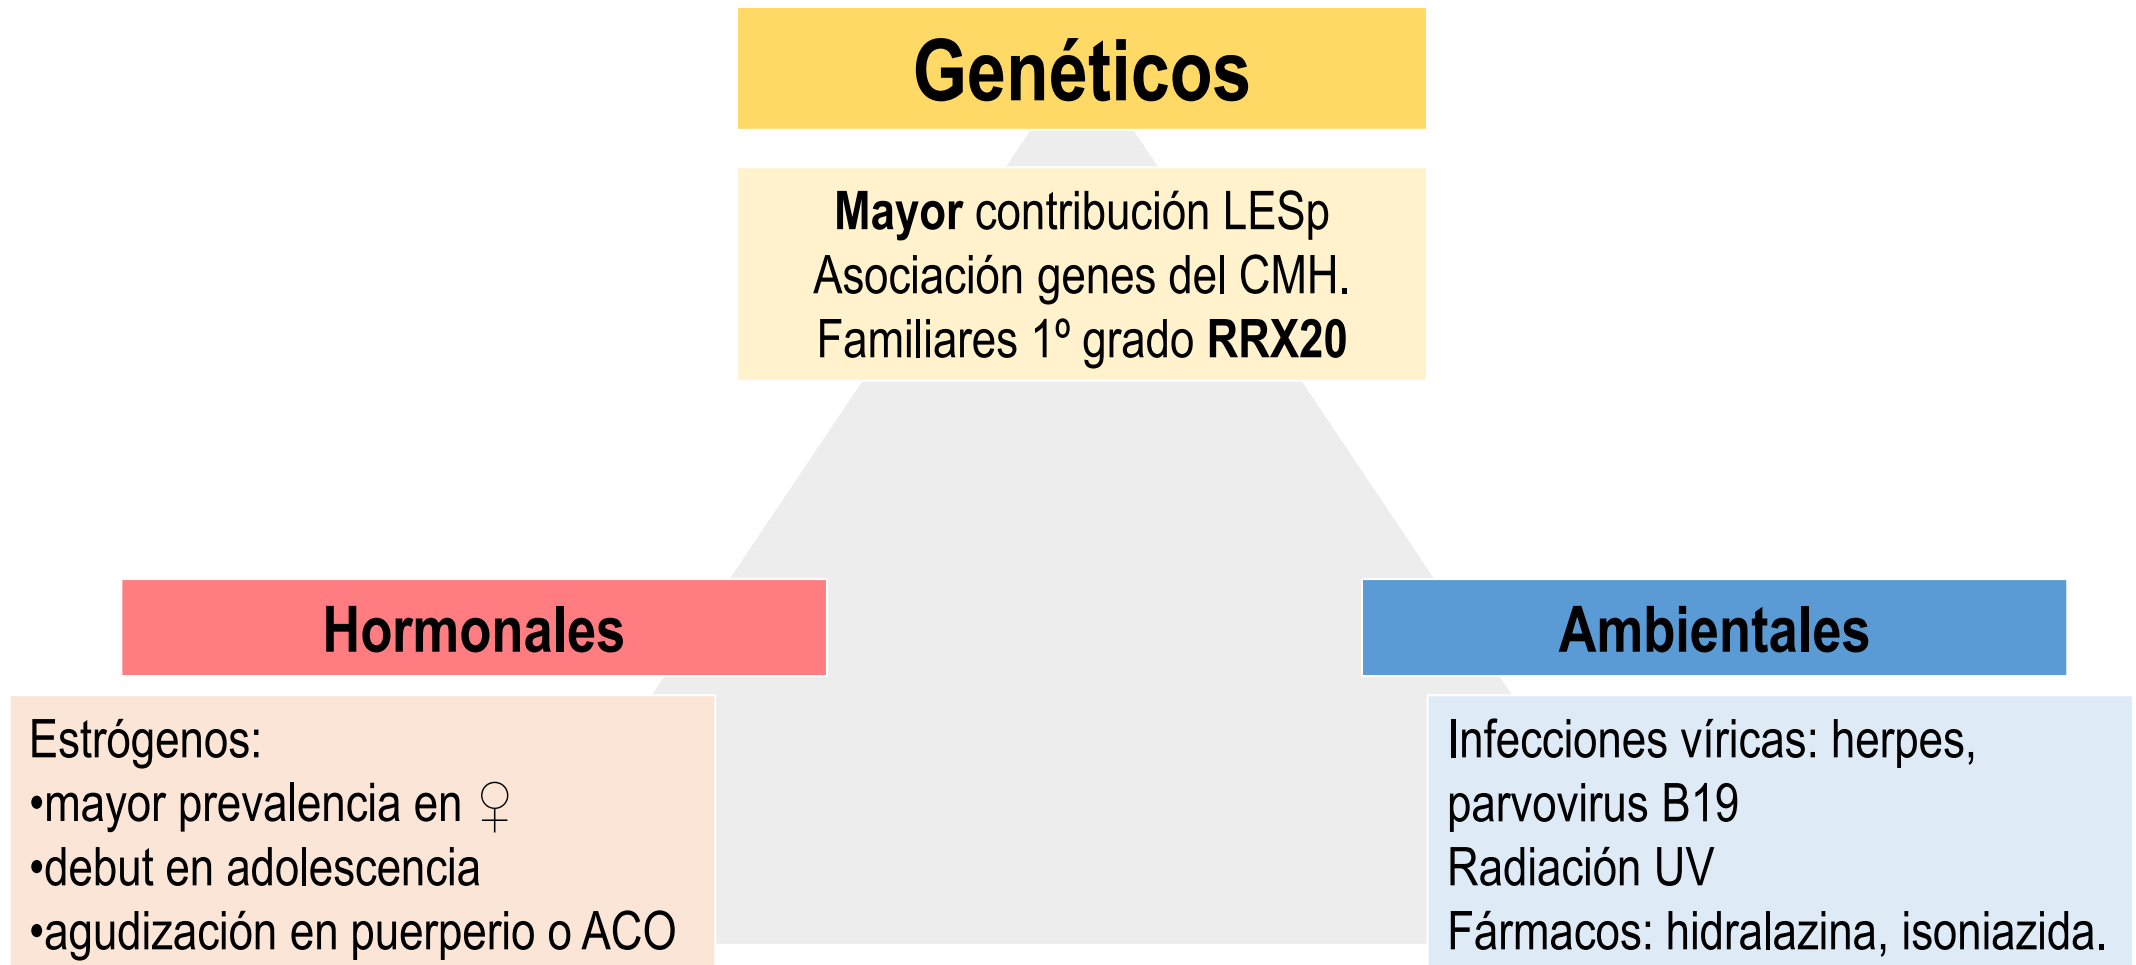 Genéticos
Mayor contribución LESp
Asociación genes del CMH.
Familiares 1º grado RRX20
Hormonales
Estrógenos:
•mayor prevalencia en ♀
•debut en adolescencia
•agudización en puerperio o ACO
Ambientales
Infecciones víricas: herpes,
parvovirus B19
Radiación UV
Fármacos: hidralazina, isoniazida.